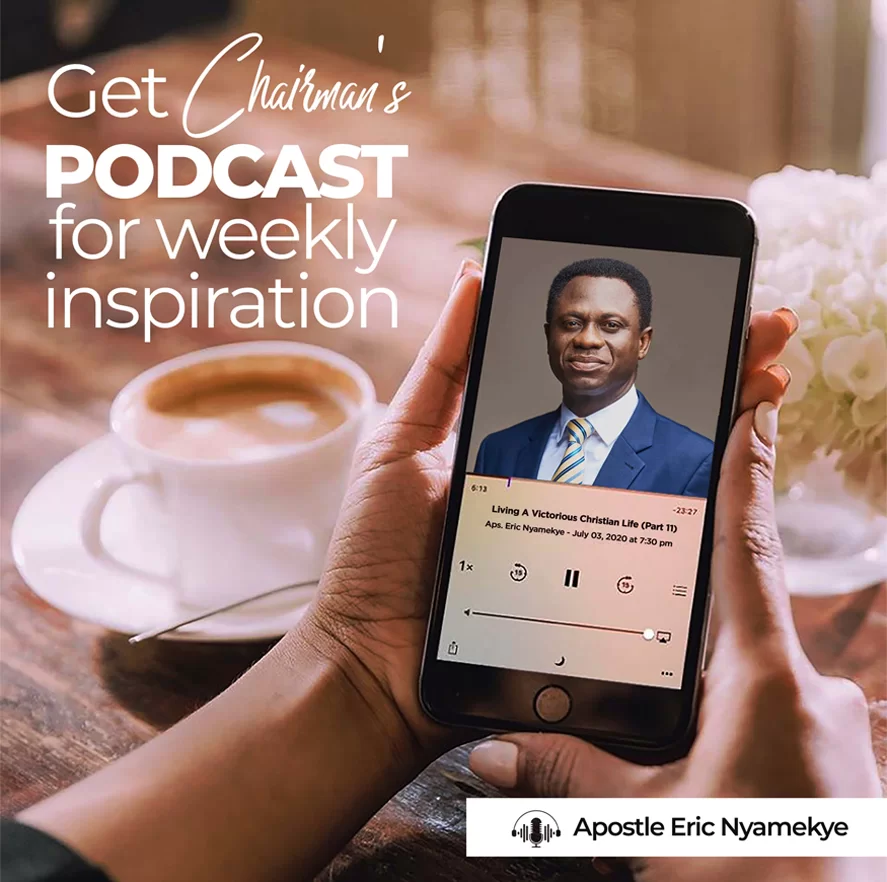 Get Chairman's
PODCAST
for weekly
inspiration
6:13
-23:27
Living A Victorious Christian Life (Part 11)
Aps. Eric Nyamekye - July 03, 2020 at 7:30 pm
1×
15
15
Apostle Eric Nyamekye